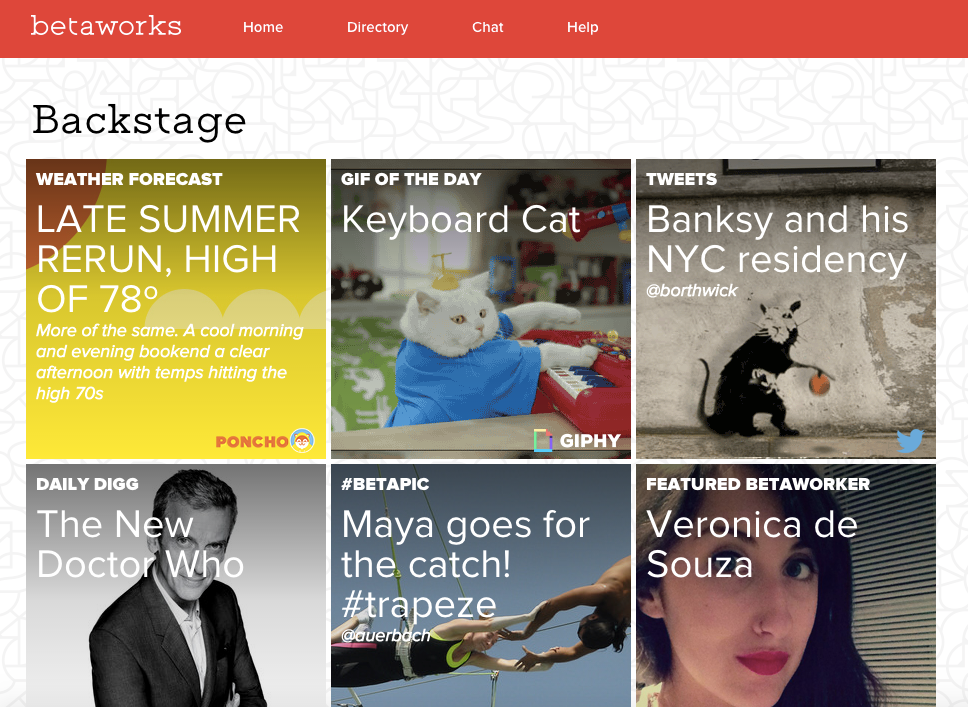 betaworks
Home
Directory
Chat
Help
Backstage
WEATHER FORECAST
LATE SUMMER
RERUN, HIGH
OF 78°
More of the same. A cool morning
and evening bookend a clear
afternoon with temps hitting the
high 70s
PONCHO
GIF OF THE DAY
Keyboard Cat
GIPHY
TWEETS
Banksy and his
NYC residency
@borthwick
DAILY DIGG
The New
Doctor Who
#BETAPIC
Maya goes for
the catch!
#trapeze
@auerbach
FEATURED BETAWORKER
Veronica de
Souza